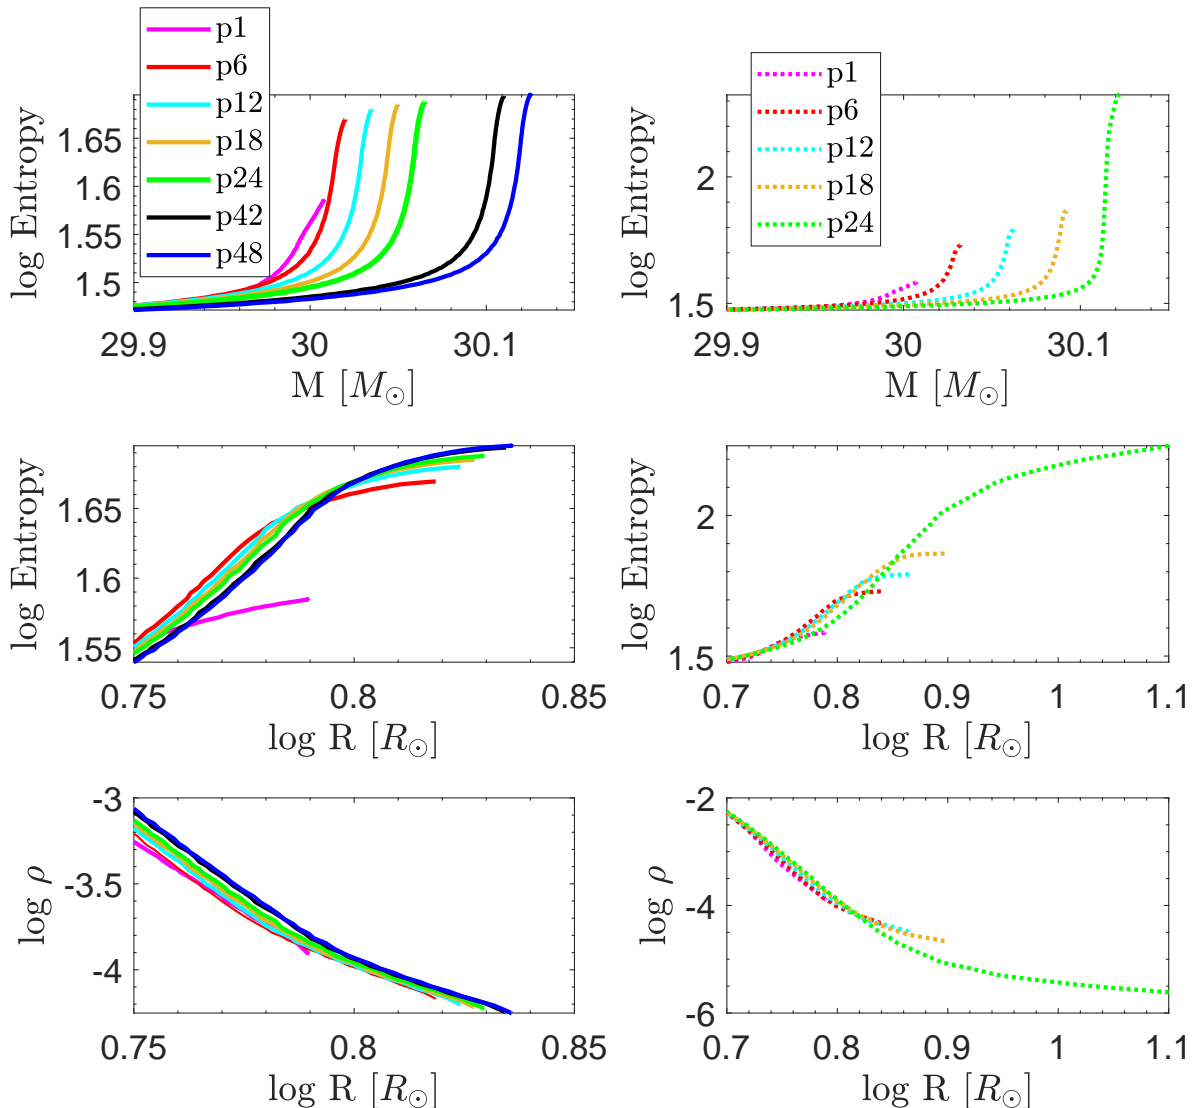 p1
p6
p12
p18
p24
p42
p48
log Entropy
1.65
1.6
1.55
1.5
29.9 30 30.1
M [M⊙]
p1
p6
p12
p18
p24
log Entropy
2
1.5
29.9 30 30.1
M [M⊙]
log Entropy
1.65
1.6
1.55
0.75 0.8 0.85
log R [R⊙]
log Entropy
2
1.5
0.7 0.8 0.9 1 1.1
log R [R⊙]
log ρ
-3
-3.5
-4
0.75 0.8 0.85
log R [R⊙]
log ρ
-2
-4
-6
0.7 0.8 0.9 1 1.1
log R [R⊙]